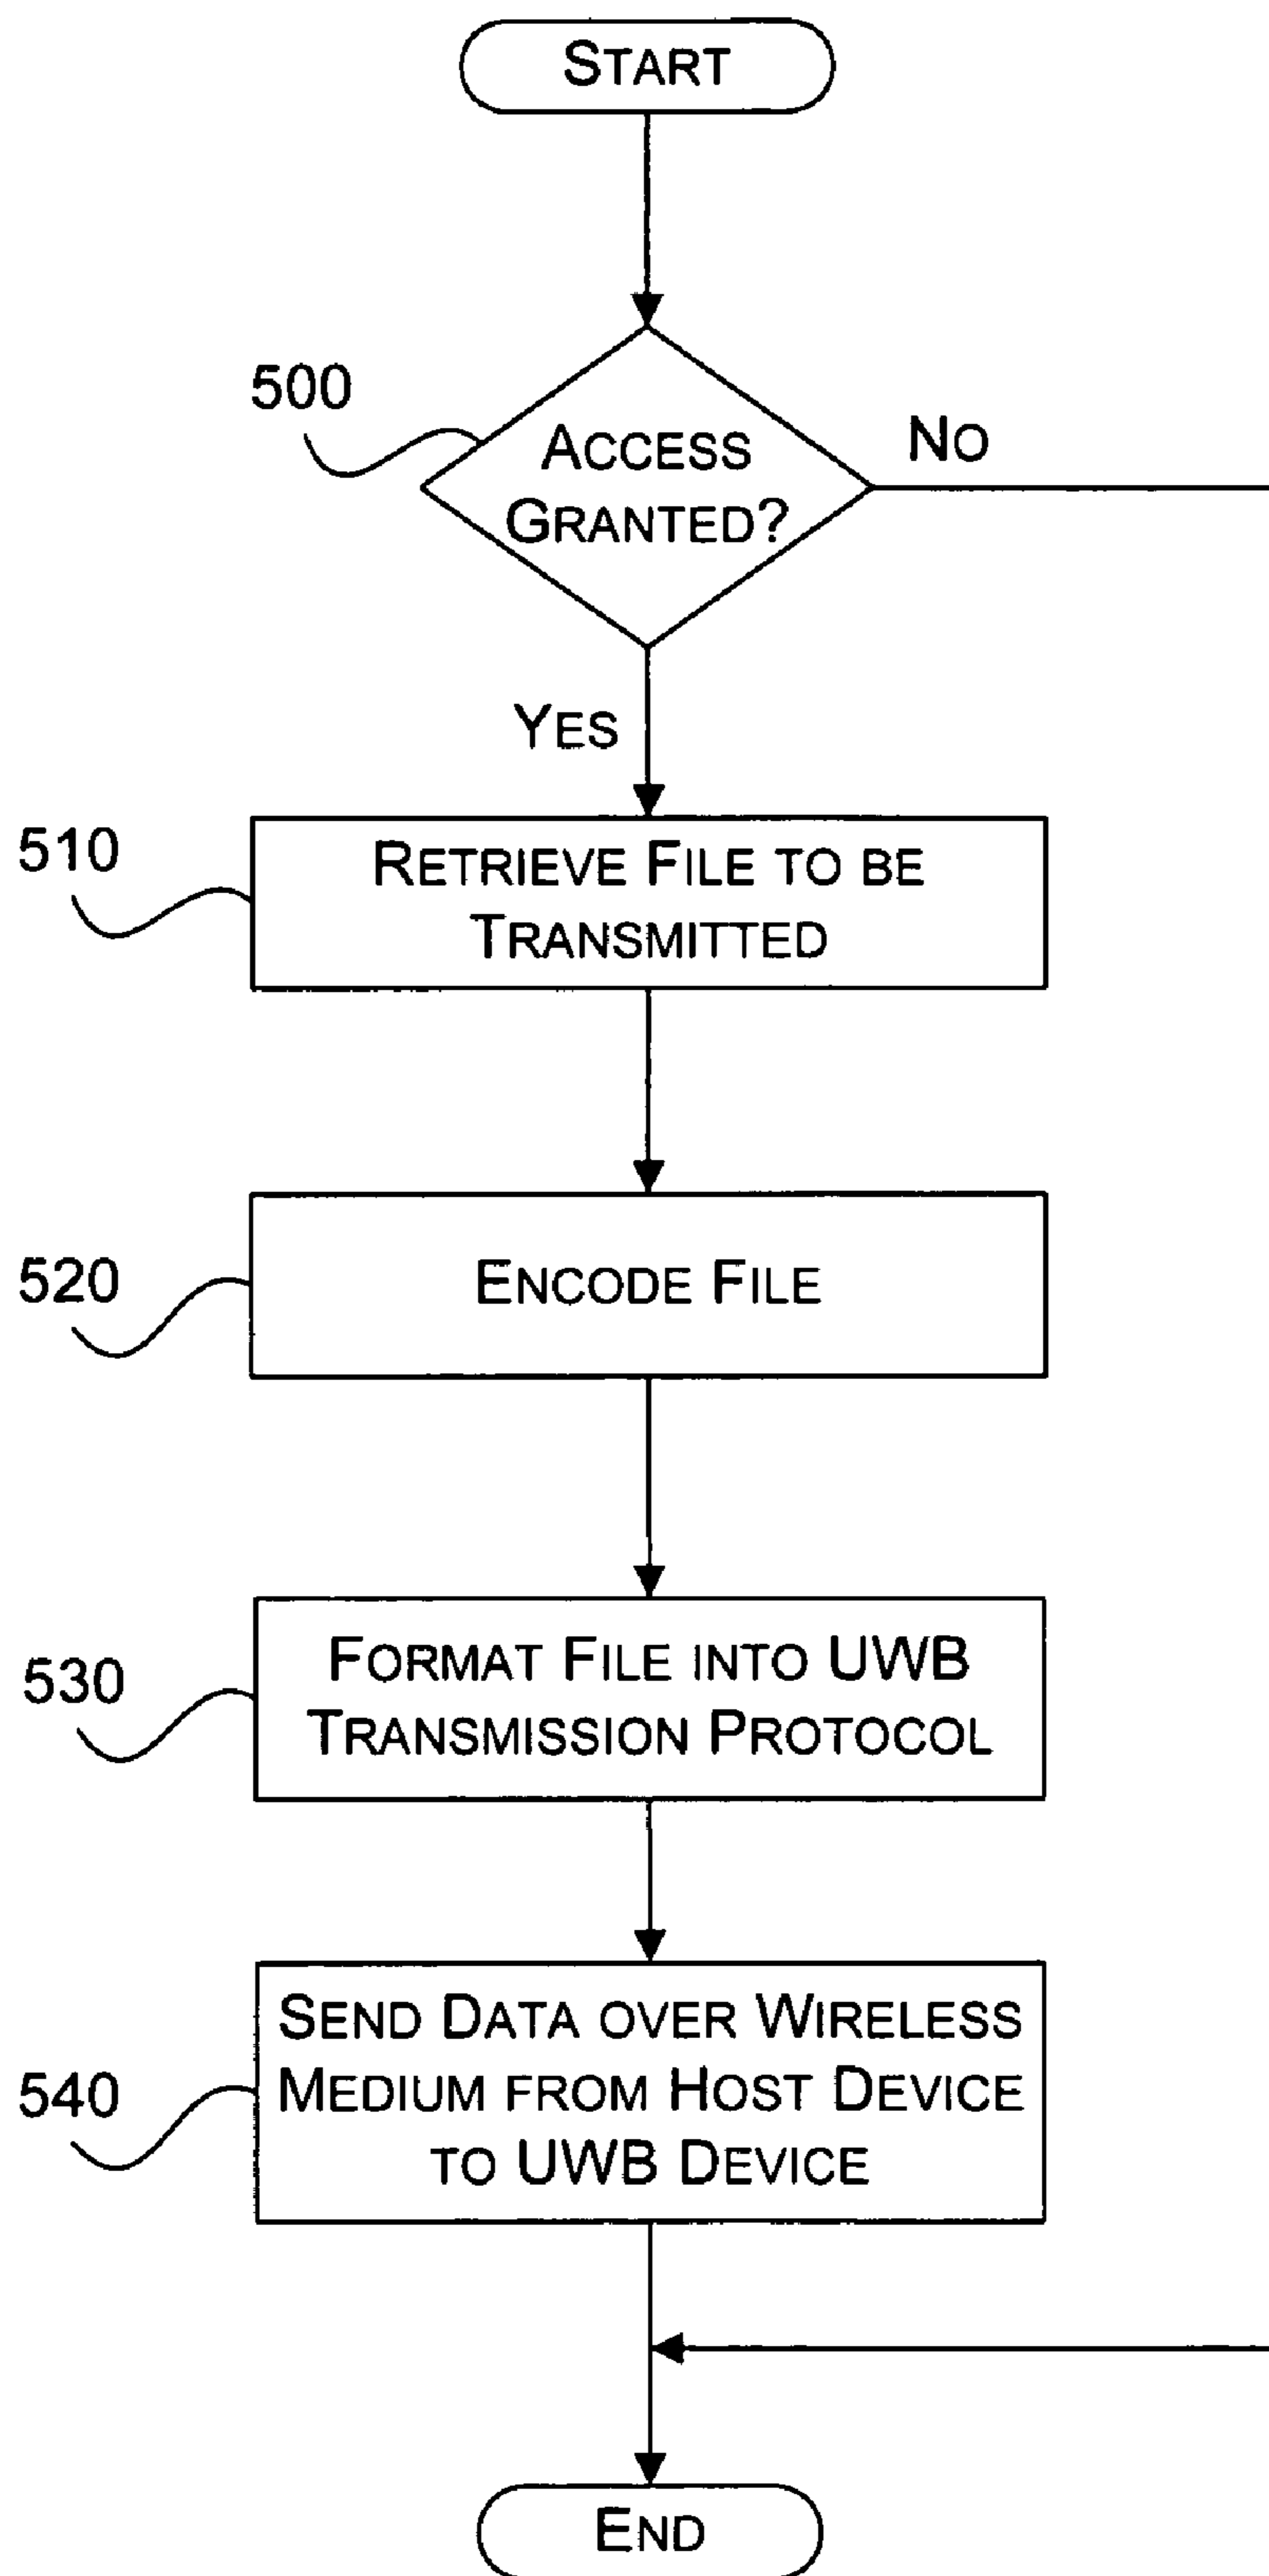 START
500
ACCESS
GRANTED?
NO
YES
510
RETRIEVE FILE TO BE
TRANSMITTED
520
ENCODE FILE
530
FORMAT FILE INTO UWB
TRANSMISSION PROTOCOL
540
SEND DATA OVER WIRELESS
MEDIUM FROM HOST DEVICE
TO UWB DEVICE
END